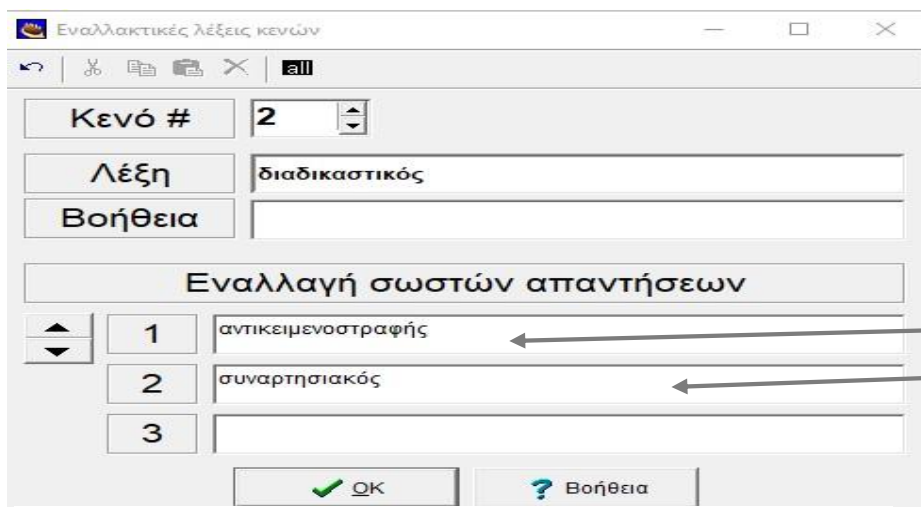 Εναλλακτικές λέξεις κενών
all
Κενό # 2
Λέξη διαδικαστικός
Βοήθεια
Εναλλαγή σωστών απαντήσεων
1 αντικειμενοστραφής
2 συναρτησιακός
3
OK Βοήθεια